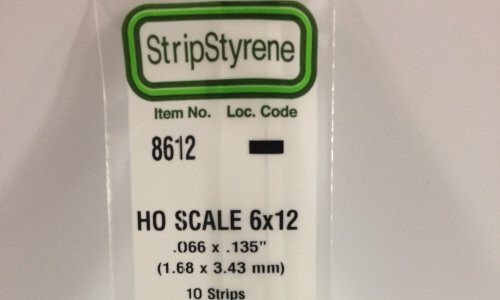 StripStyrene
Item No. Loc. Code
8612
HO SCALE 6x12
.066 x .135"
(1.68 x 3.43 mm)
10 Strips